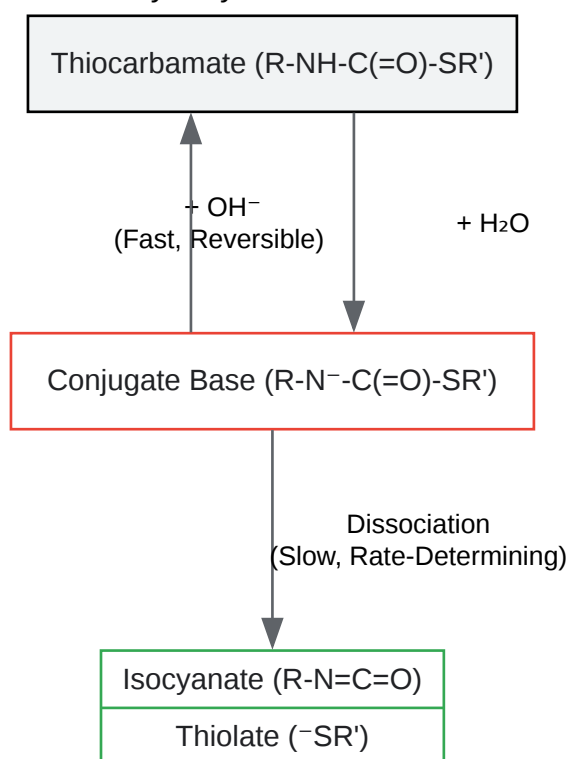 Thiocarbamate (R-NH-C(=O)-SR')
+ OH⁻
(Fast, Reversible)
+ H₂O
Conjugate Base (R-N⁻-C(=O)-SR')
Dissociation
(Slow, Rate-Determining)
Isocyanate (R-N=C=O)
Thiolate (⁻SR')